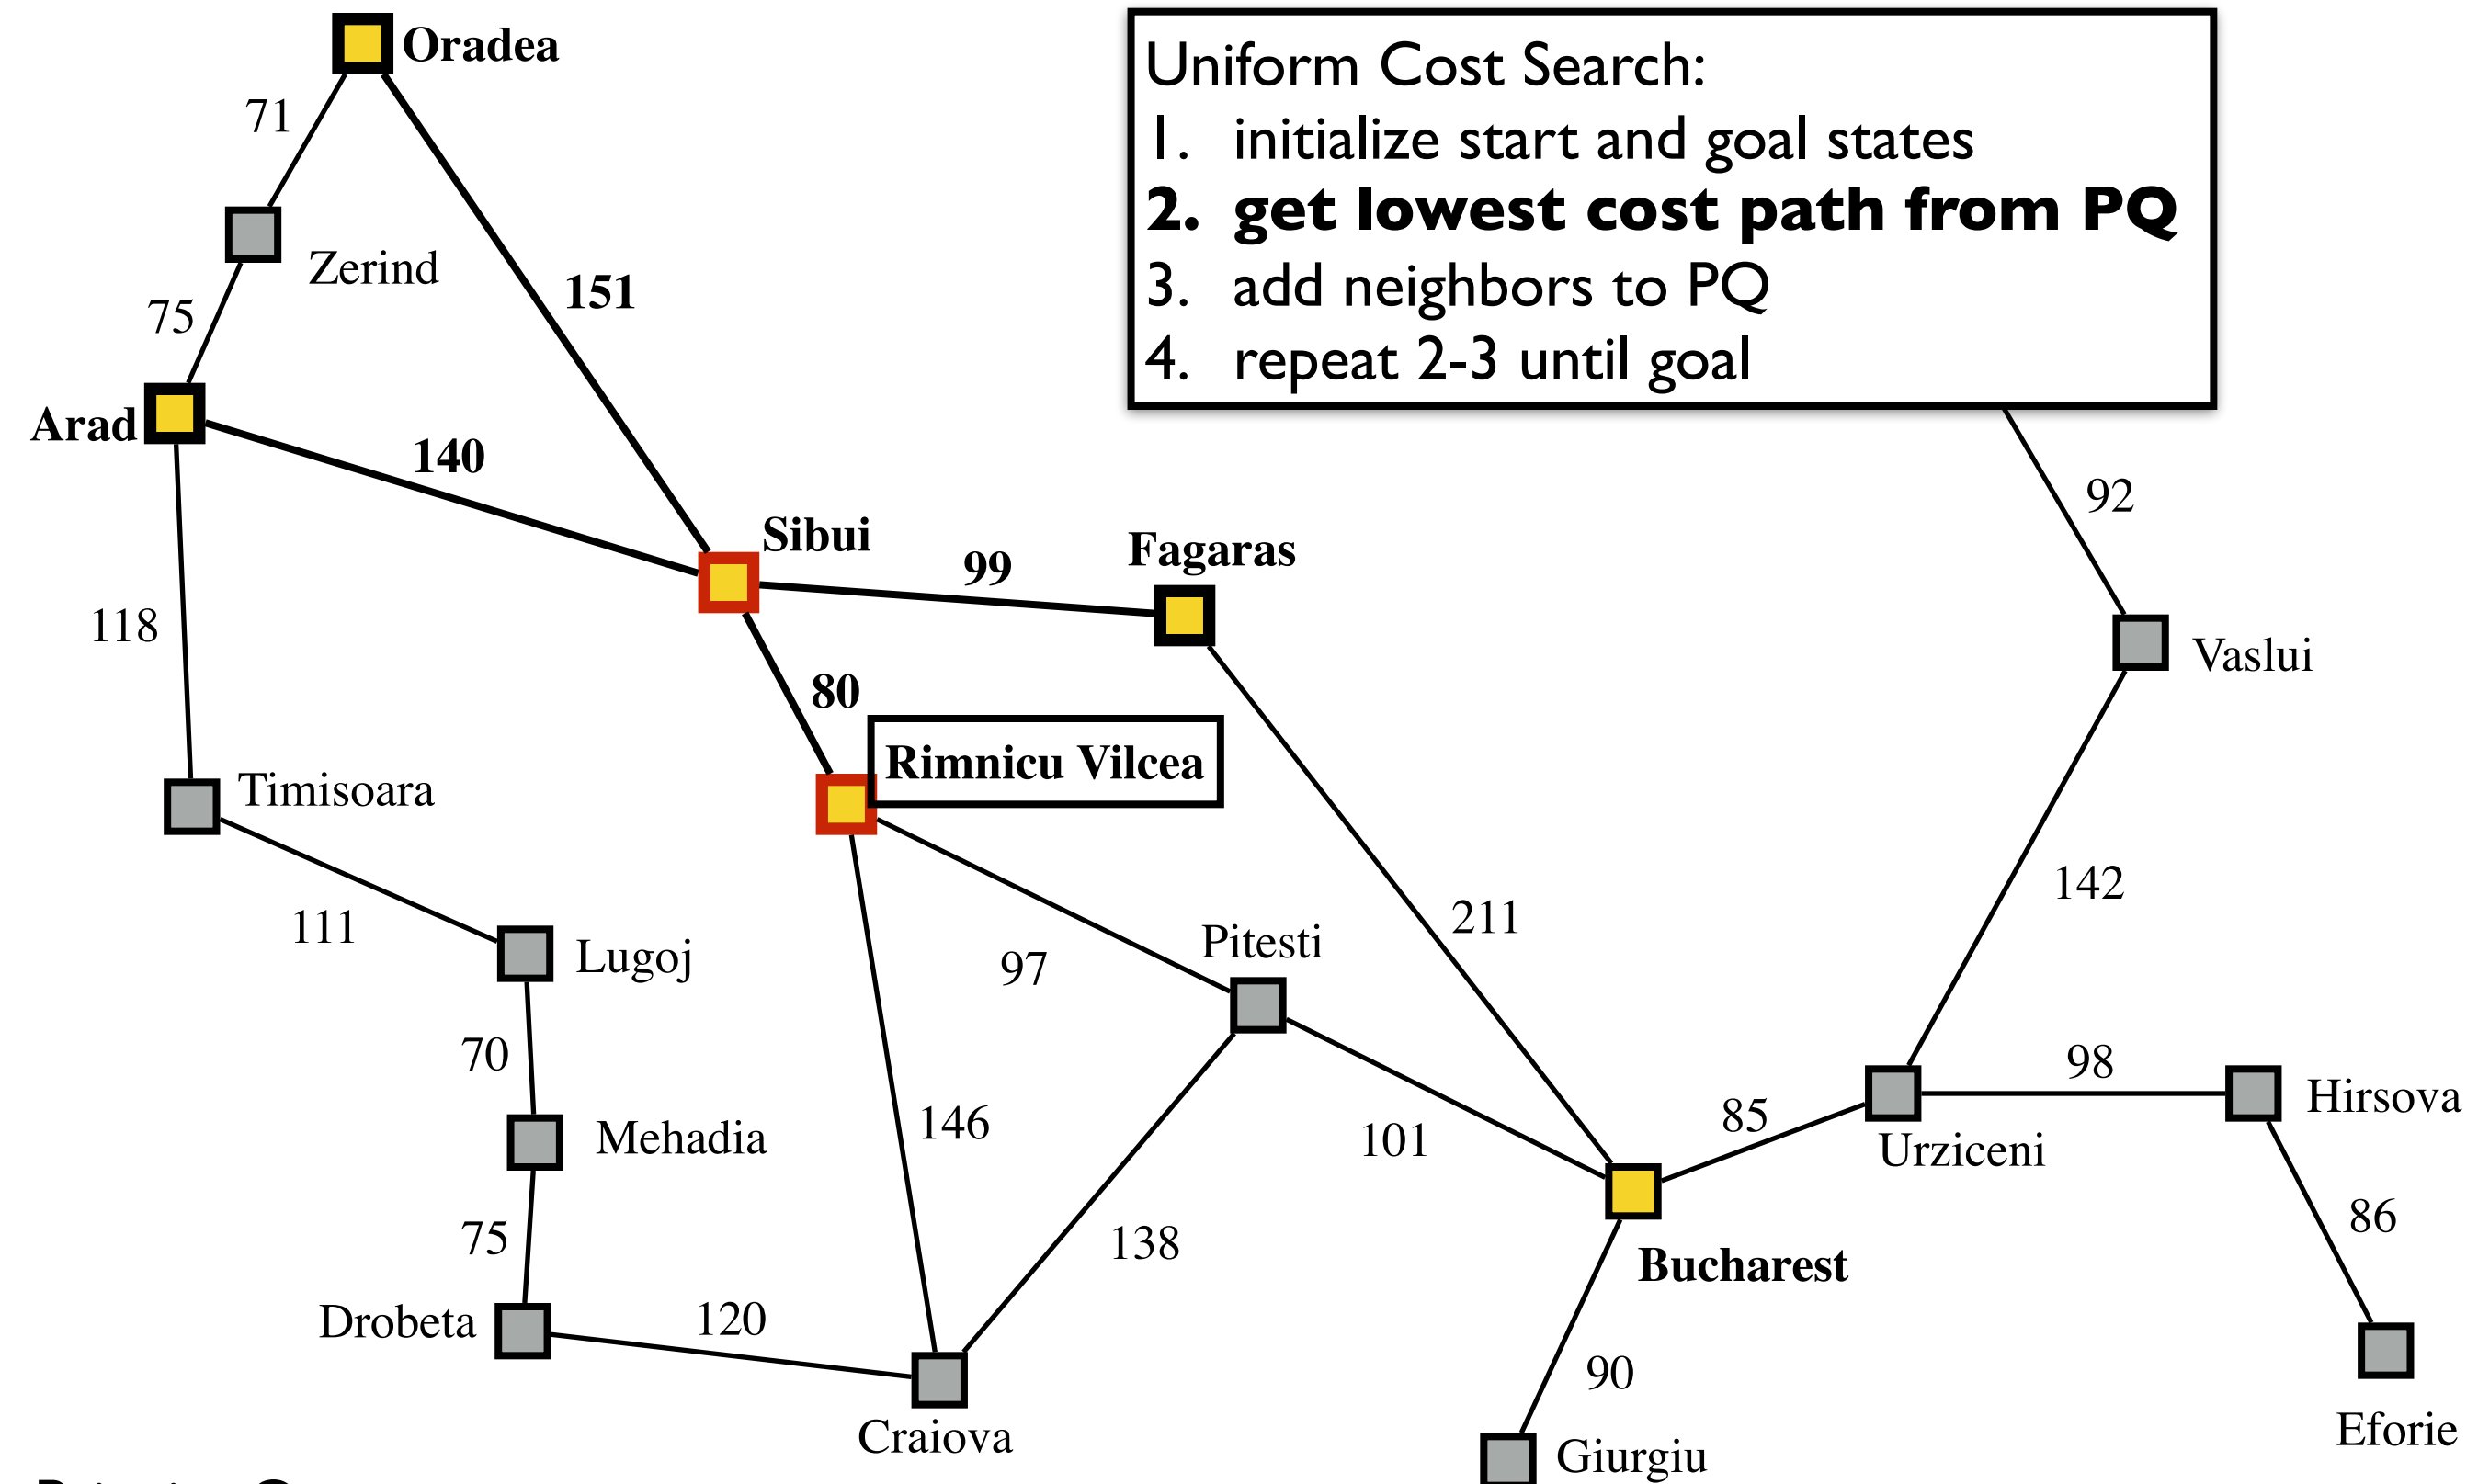 Oradea
Uniform Cost Search:
1. initialize start and goal states
2. get lowest cost path from PQ
3. add neighbors to PQ
4. repeat 2-3 until goal
71
Zerind
151
75
Arad
140
92
Sibui
99
Fagaras
118
80
Vaslui
Rimnicu Vilcea
Timisoara
142
111
211
Lugoj
97
Pitesti
70
98
Hirsova
Mehadia
146
101
85
Urziceni
75
138
86
Bucharest
Drobeta
120
90
Craiova
Eforie
Giurgiu